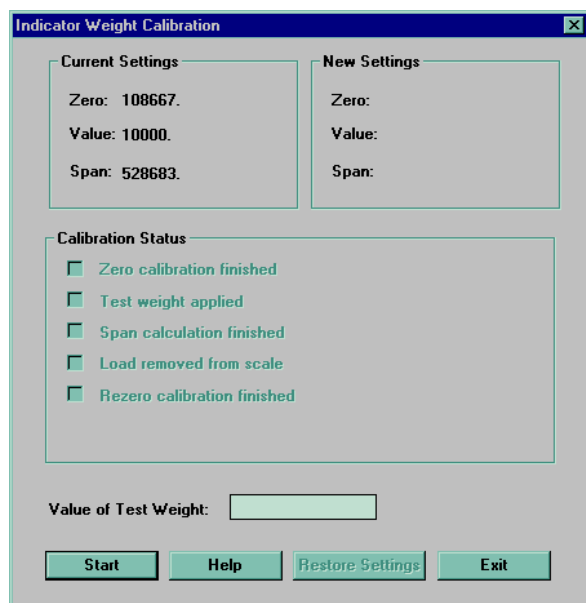 Indicator Weight Calibration
Current Settings
Zero: 108667.
Value: 10000.
Span: 528683.
New Settings
Zero:
Value:
Span:
Calibration Status
Zero calibration finished
Test weight applied
Span calculation finished
Load removed from scale
Rezero calibration finished
Value of Test Weight:
Start Help Restore Settings Exit